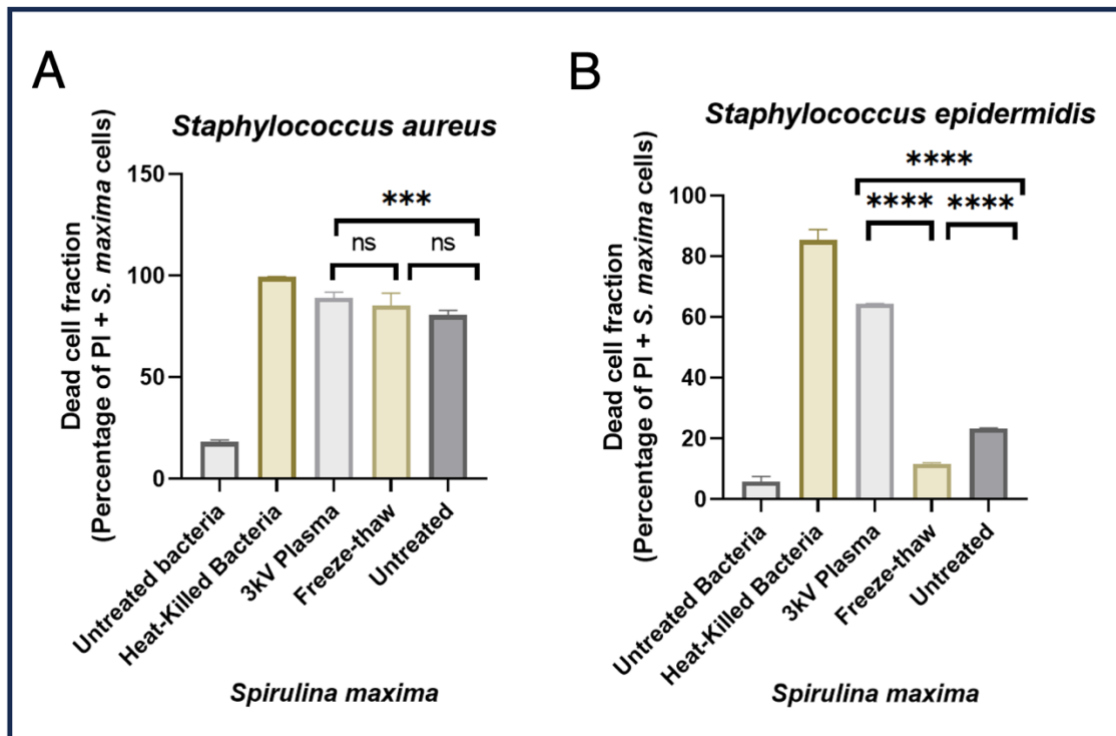 A
Staphylococcus aureus
Dead cell fraction
(Percentage of PI + S. maxima cells)
150
100
50
0
***
ns
ns
Untreated bacteria
Heat-Killed Bacteria
3kV Plasma
Freeze-thaw
Untreated
Spirulina maxima
B
Staphylococcus epidermidis
Dead cell fraction
(Percentage of PI + S. maxima cells)
100
80
60
40
20
0
****
****
****
Untreated Bacteria
Heat-Killed Bacteria
3kV Plasma
Freeze-thaw
Untreated
Spirulina maxima